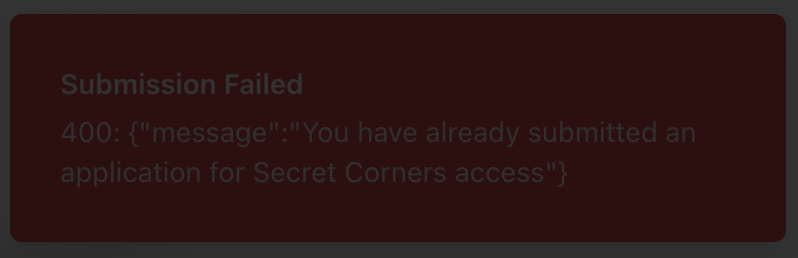 Submission Failed
400: {"message":"You have already submitted an
application for Secret Corners access"}